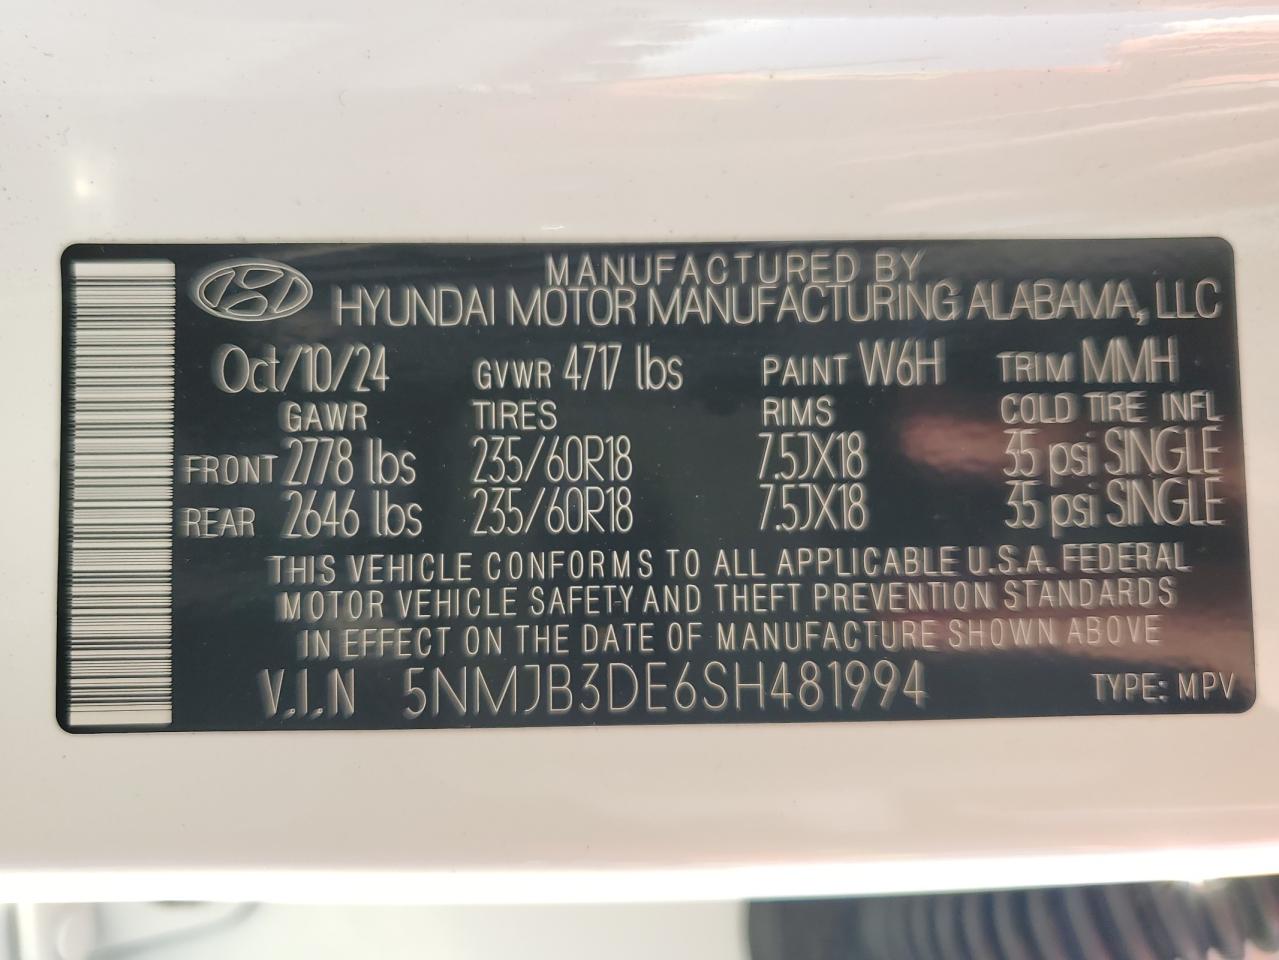 MANUFACTURED BY
HYUNDAI MOTOR MANUFACTURING ALABAMA, LLC
Oct/10/24 GVWR 4717 lbs PAINT W6H TRIM MMH
GAWR TIRES RIMS COLD TIRE INFL
FRONT 2778 lbs 235/60R18 7.5JX18 35 psi SINGLE
REAR 2646 lbs 235/60R18 7.5JX18 35 psi SINGLE
THIS VEHICLE CONFORMS TO ALL APPLICABLE U.S.A. FEDERAL
MOTOR VEHICLE SAFETY AND THEFT PREVENTION STANDARDS
IN EFFECT ON THE DATE OF MANUFACTURE SHOWN ABOVE
V.I.N 5NMJB3DE6SH481994 TYPE: MPV